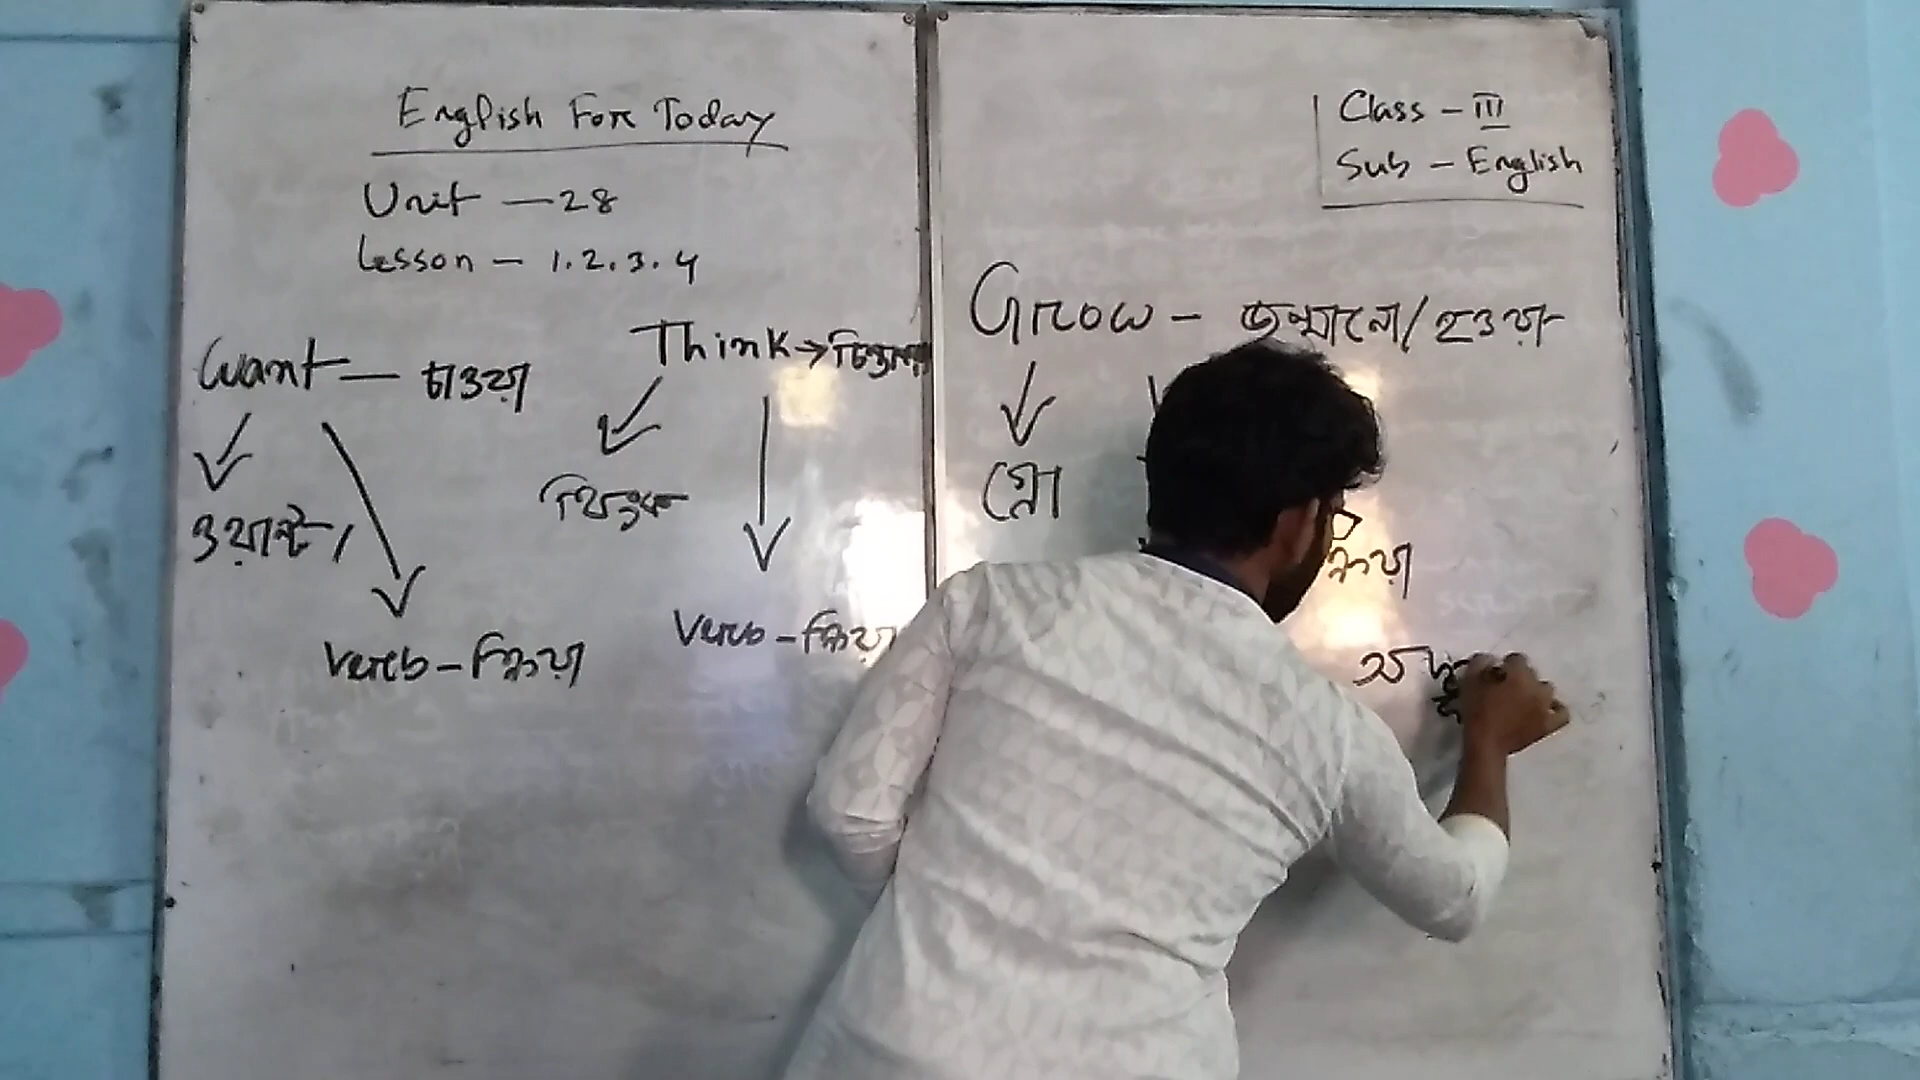 English For Today
Unit — 28
Lesson — 1.2.3.4
Class — III
Sub — English
Want — চাওয়া
ওয়ান্ট /
Verb – ক্রিয়া
Think → চিন্তা
থিংক
Verb – ক্রিয়া
Grow – জন্মানো / হওয়া
গ্রো
ক্রিয়া